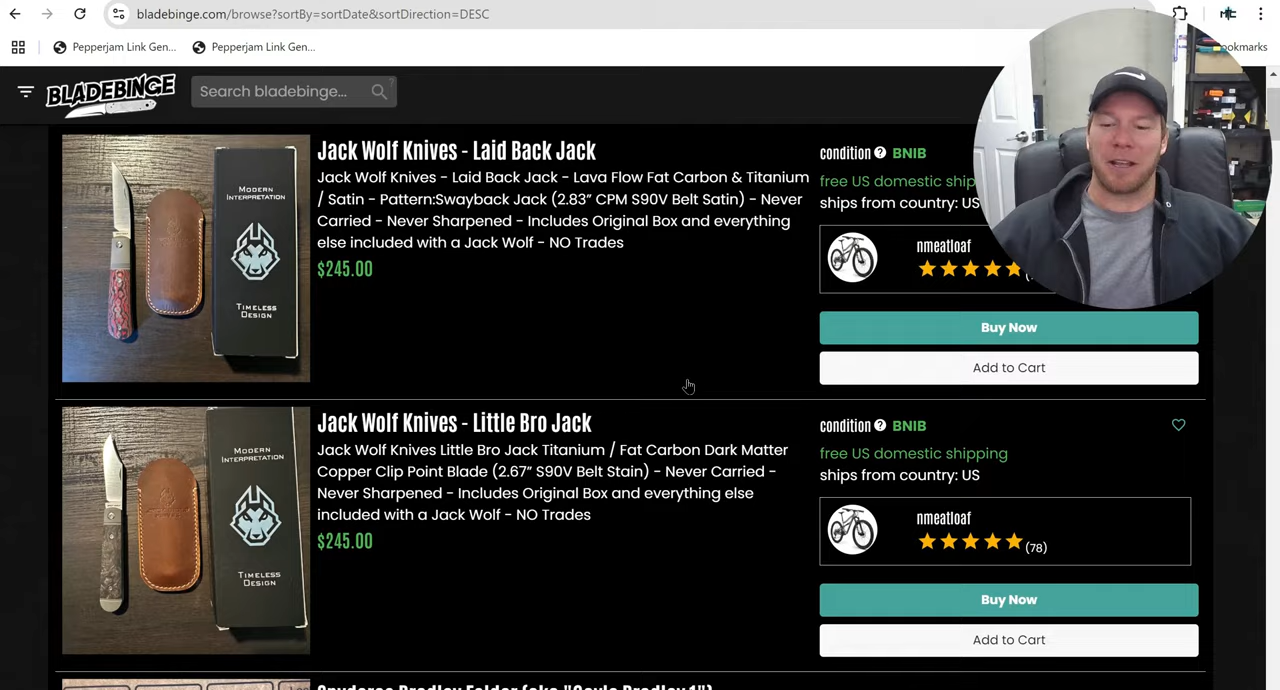 bladebinge.com/browse?sortBy=sortDate&sortDirection=DESC
Pepperjam Link Gen...
Pepperjam Link Gen...
ookmarks
BLADEBINGE
Search bladebinge...
Jack Wolf Knives - Laid Back Jack
Jack Wolf Knives - Laid Back Jack - Lava Flow Fat Carbon & Titanium
/ Satin - Pattern:Swayback Jack (2.83” CPM S90V Belt Satin) - Never
Carried - Never Sharpened - Includes Original Box and everything
else included with a Jack Wolf - NO Trades
$245.00
MODERN
INTERPRETATION
TIMELESS
DESIGN
condition ? BNIB
free US domestic ship
ships from country: US
nmeatloaf
Buy Now
Add to Cart
Jack Wolf Knives - Little Bro Jack
Jack Wolf Knives Little Bro Jack Titanium / Fat Carbon Dark Matter
Copper Clip Point Blade (2.67” S90V Belt Stain) - Never Carried -
Never Sharpened - Includes Original Box and everything else
included with a Jack Wolf - NO Trades
$245.00
MODERN
INTERPRETATION
TIMELESS
DESIGN
condition ? BNIB
free US domestic shipping
ships from country: US
nmeatloaf
(78)
Buy Now
Add to Cart
Spyderco Bradley Folder (aka "Gayle Bradley 1")